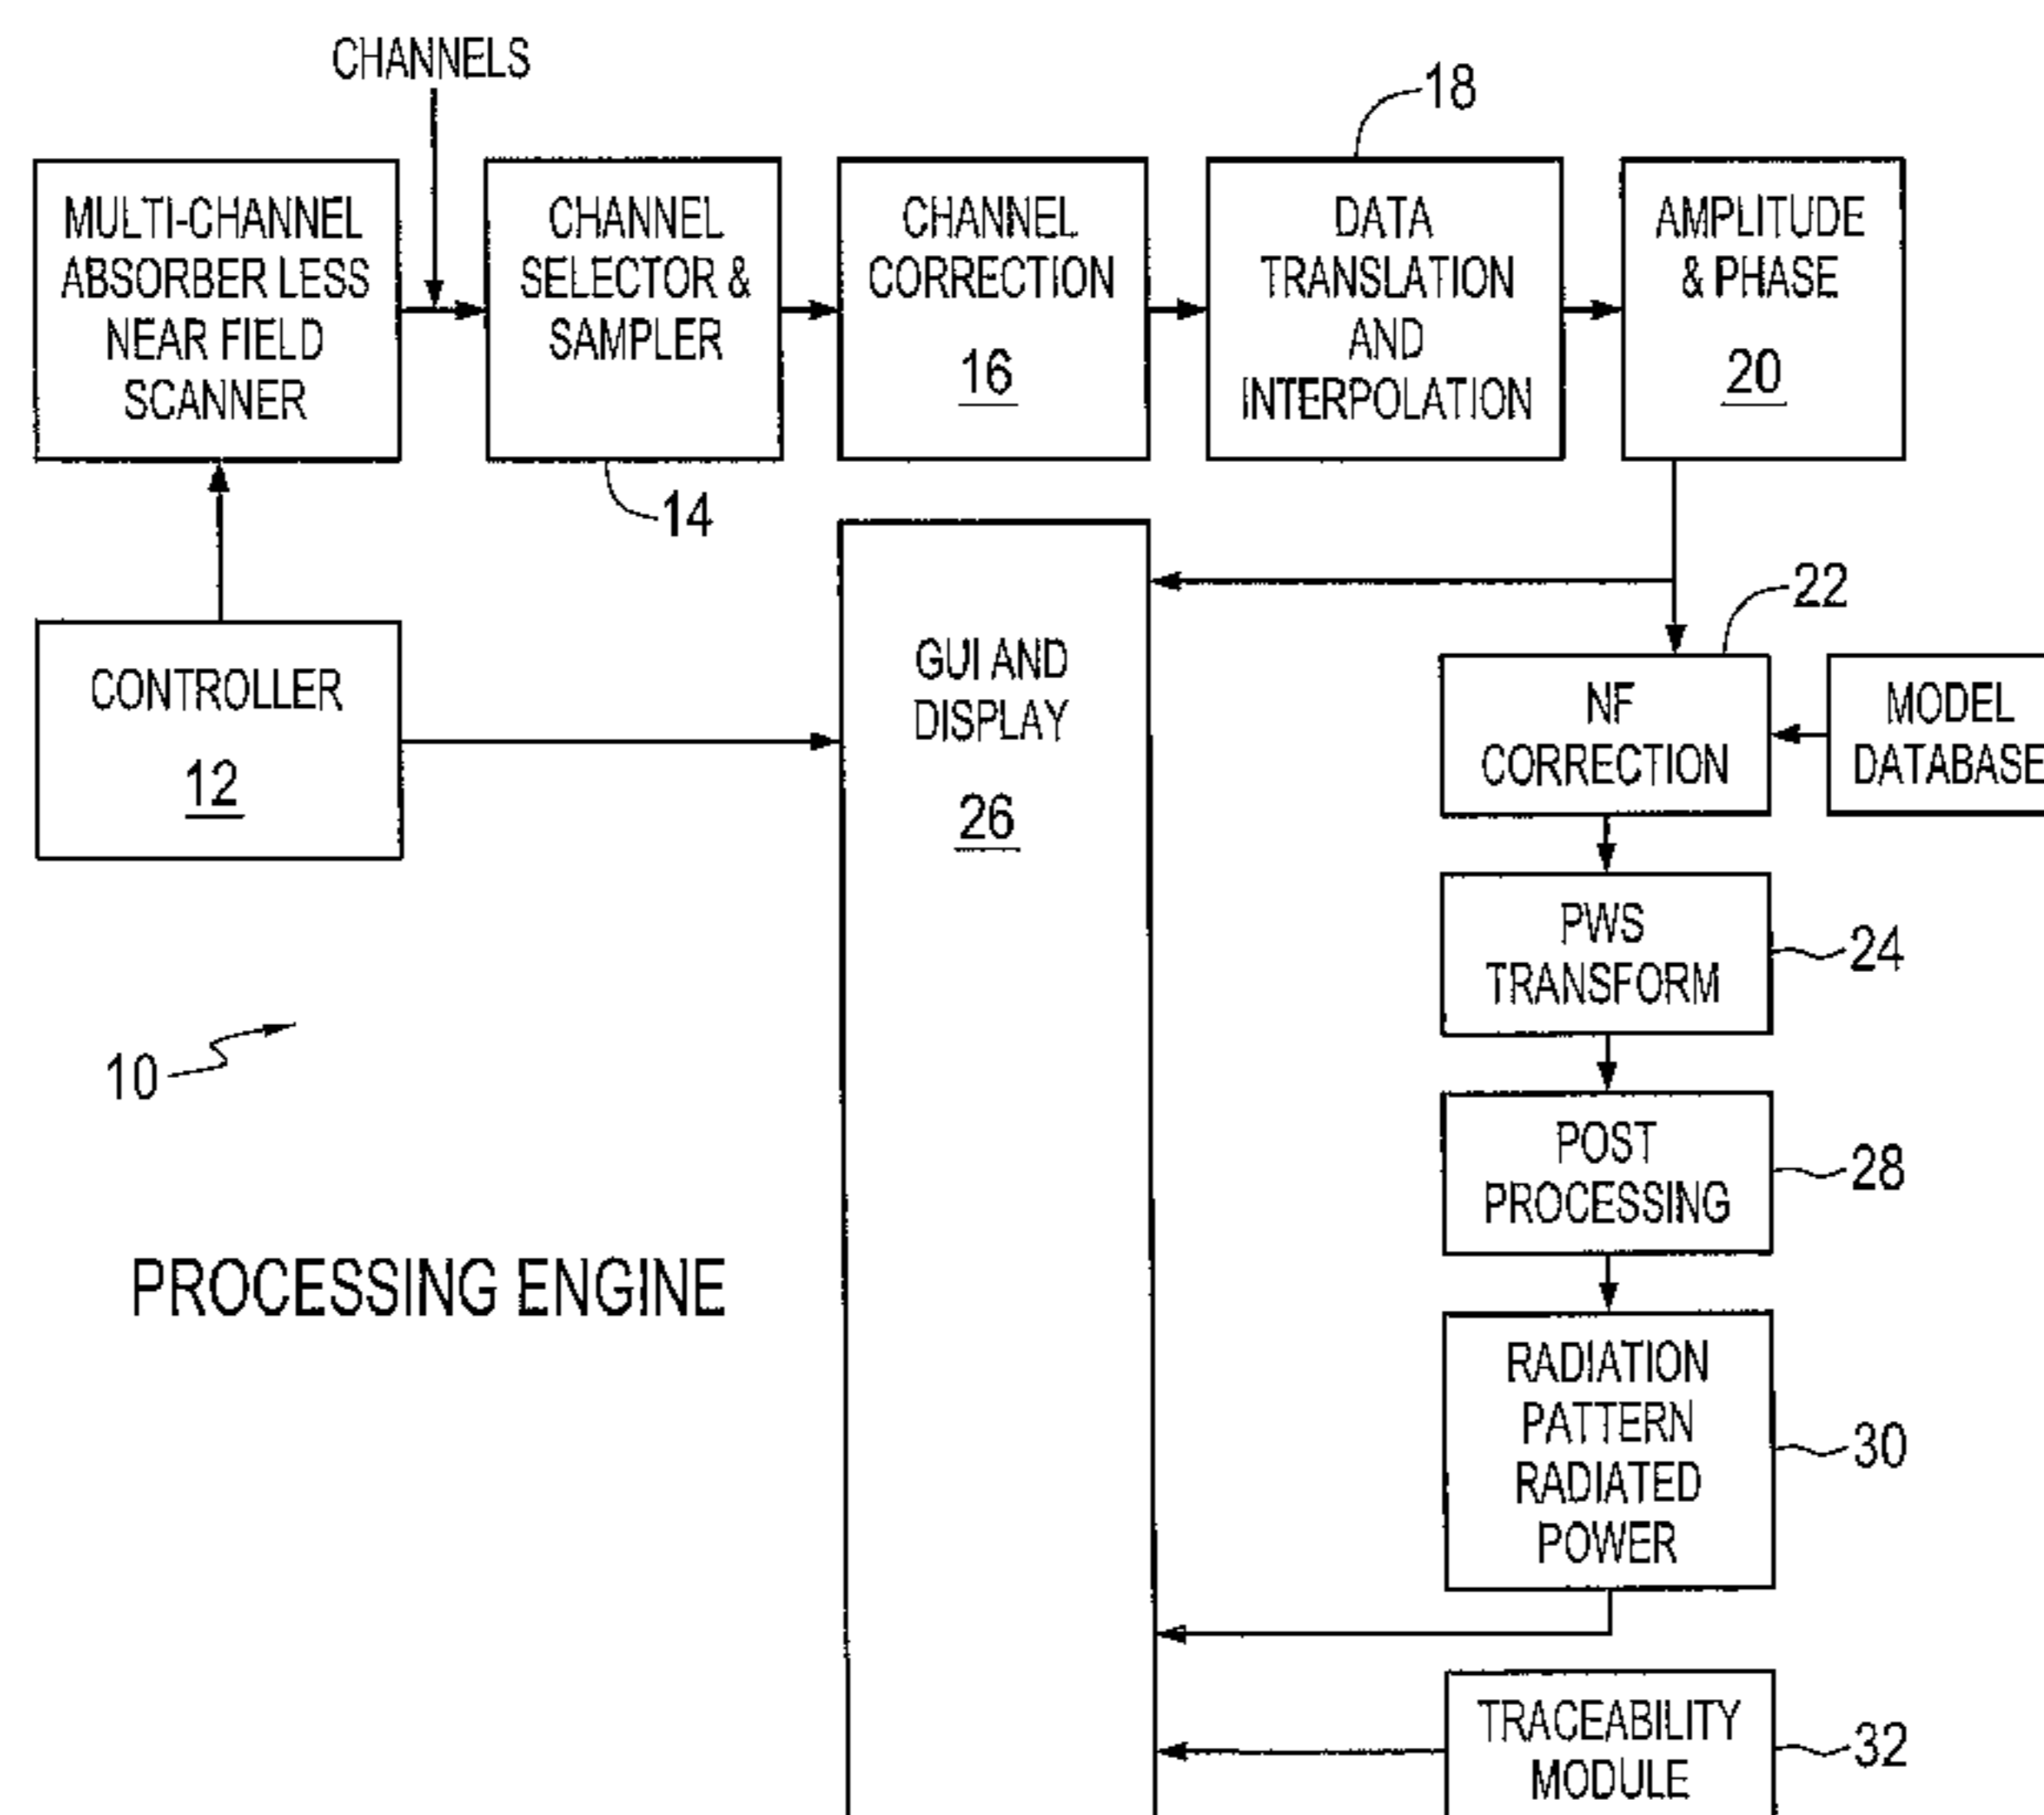 CHANNELS
18
MULTI-CHANNEL
ABSORBER LESS
NEAR FIELD
SCANNER
CHANNEL
SELECTOR &
SAMPLER
14
CHANNEL
CORRECTION
16
DATA
TRANSLATION
AND
INTERPOLATION
AMPLITUDE
& PHASE
20
CONTROLLER
12
GUI AND
DISPLAY
26
22
NF
CORRECTION
MODEL
DATABASE
PWS
TRANSFORM
24
10
POST
PROCESSING
28
PROCESSING ENGINE
RADIATION
PATTERN
RADIATED
POWER
30
TRACEABILITY
MODULE
32